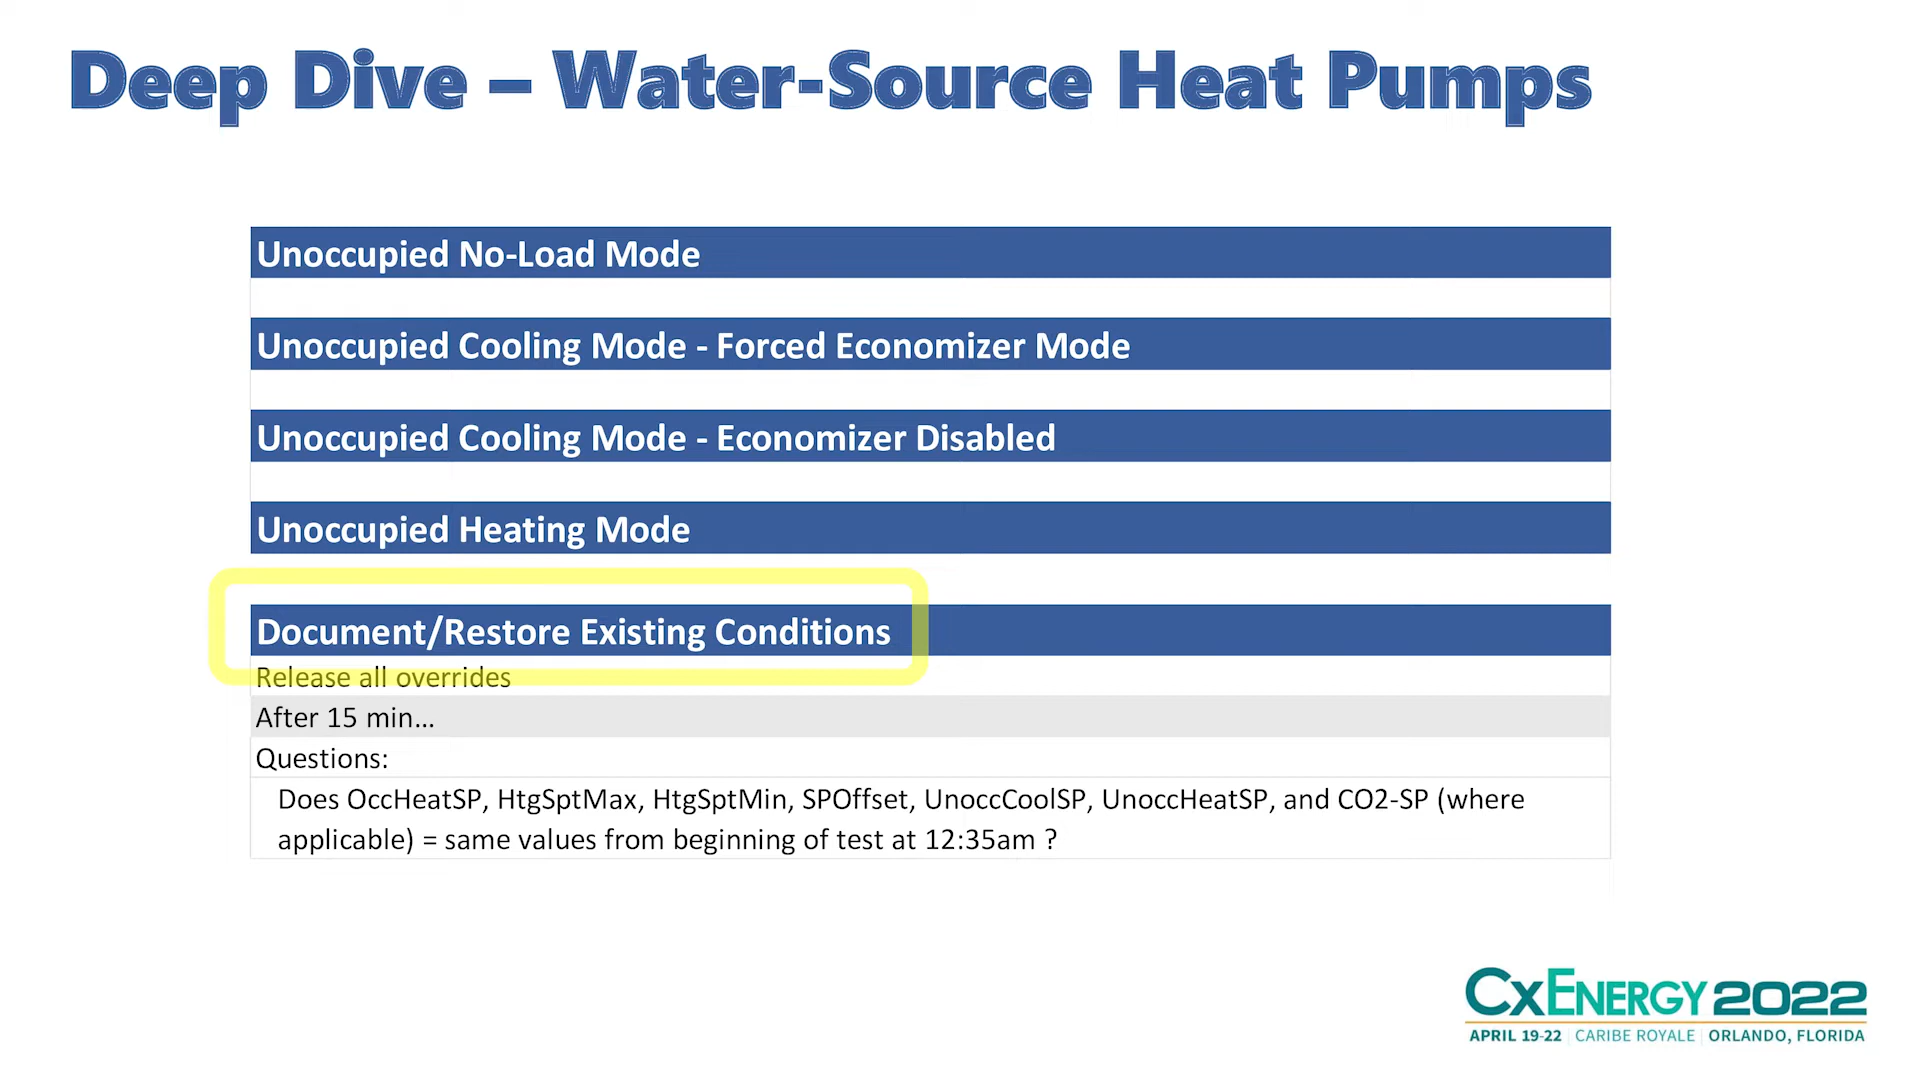 Deep Dive – Water-Source Heat Pumps
Unoccupied No-Load Mode
Unoccupied Cooling Mode - Forced Economizer Mode
Unoccupied Cooling Mode - Economizer Disabled
Unoccupied Heating Mode
Document/Restore Existing Conditions
Release all overrides
After 15 min…
Questions:
Does OccHeatSP, HtgSptMax, HtgSptMin, SPOffset, UnoccCoolSP, UnoccHeatSP, and CO2-SP (where
applicable) = same values from beginning of test at 12:35am ?
CxEnergy 2022
APRIL 19-22 | CARIBE ROYALE | ORLANDO, FLORIDA